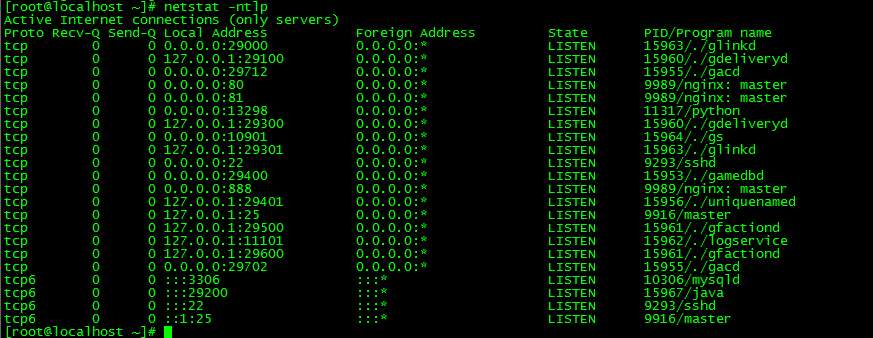 [root@localhost ~]# netstat -ntlp
Active Internet connections (only servers)
Proto Recv-Q Send-Q Local Address Foreign Address State PID/Program name
tcp 0 0 0.0.0.0:29000 0.0.0.0:* LISTEN 15963/./glinkd
tcp 0 0 127.0.0.1:29100 0.0.0.0:* LISTEN 15960/./gdeliveryd
tcp 0 0 0.0.0.0:29712 0.0.0.0:* LISTEN 15955/./gacd
tcp 0 0 0.0.0.0:80 0.0.0.0:* LISTEN 9989/nginx: master
tcp 0 0 0.0.0.0:81 0.0.0.0:* LISTEN 9989/nginx: master
tcp 0 0 0.0.0.0:13298 0.0.0.0:* LISTEN 11317/python
tcp 0 0 127.0.0.1:29300 0.0.0.0:* LISTEN 15960/./gdeliveryd
tcp 0 0 0.0.0.0:10901 0.0.0.0:* LISTEN 15964/./gs
tcp 0 0 127.0.0.1:29301 0.0.0.0:* LISTEN 15963/./glinkd
tcp 0 0 0.0.0.0:22 0.0.0.0:* LISTEN 9293/sshd
tcp 0 0 0.0.0.0:29400 0.0.0.0:* LISTEN 15953/./gamedbd
tcp 0 0 0.0.0.0:888 0.0.0.0:* LISTEN 9989/nginx: master
tcp 0 0 127.0.0.1:29401 0.0.0.0:* LISTEN 15956/./uniquenamed
tcp 0 0 127.0.0.1:25 0.0.0.0:* LISTEN 9916/master
tcp 0 0 127.0.0.1:29500 0.0.0.0:* LISTEN 15961/./gfactiond
tcp 0 0 127.0.0.1:11101 0.0.0.0:* LISTEN 15962/./logservice
tcp 0 0 127.0.0.1:29600 0.0.0.0:* LISTEN 15961/./gfactiond
tcp 0 0 0.0.0.0:29702 0.0.0.0:* LISTEN 15955/./gacd
tcp6 0 0 :::3306 :::* LISTEN 10306/mysqld
tcp6 0 0 :::29200 :::* LISTEN 15967/java
tcp6 0 0 :::22 :::* LISTEN 9293/sshd
tcp6 0 0 ::1:25 :::* LISTEN 9916/master
[root@localhost ~]#